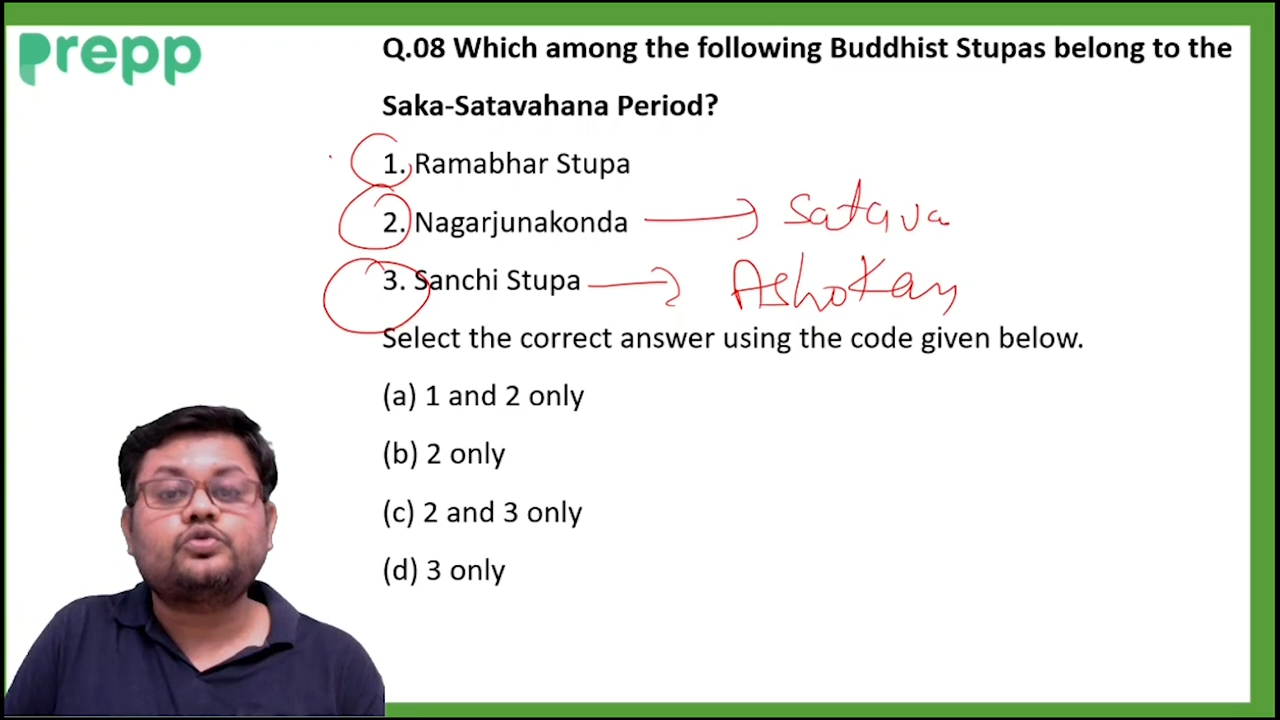 prepp
Q.08 Which among the following Buddhist Stupas belong to the
Saka-Satavahana Period?
1. Ramabhar Stupa
2. Nagarjunakonda Satava
3. Sanchi Stupa Ashokan
Select the correct answer using the code given below.
(a) 1 and 2 only
(b) 2 only
(c) 2 and 3 only
(d) 3 only